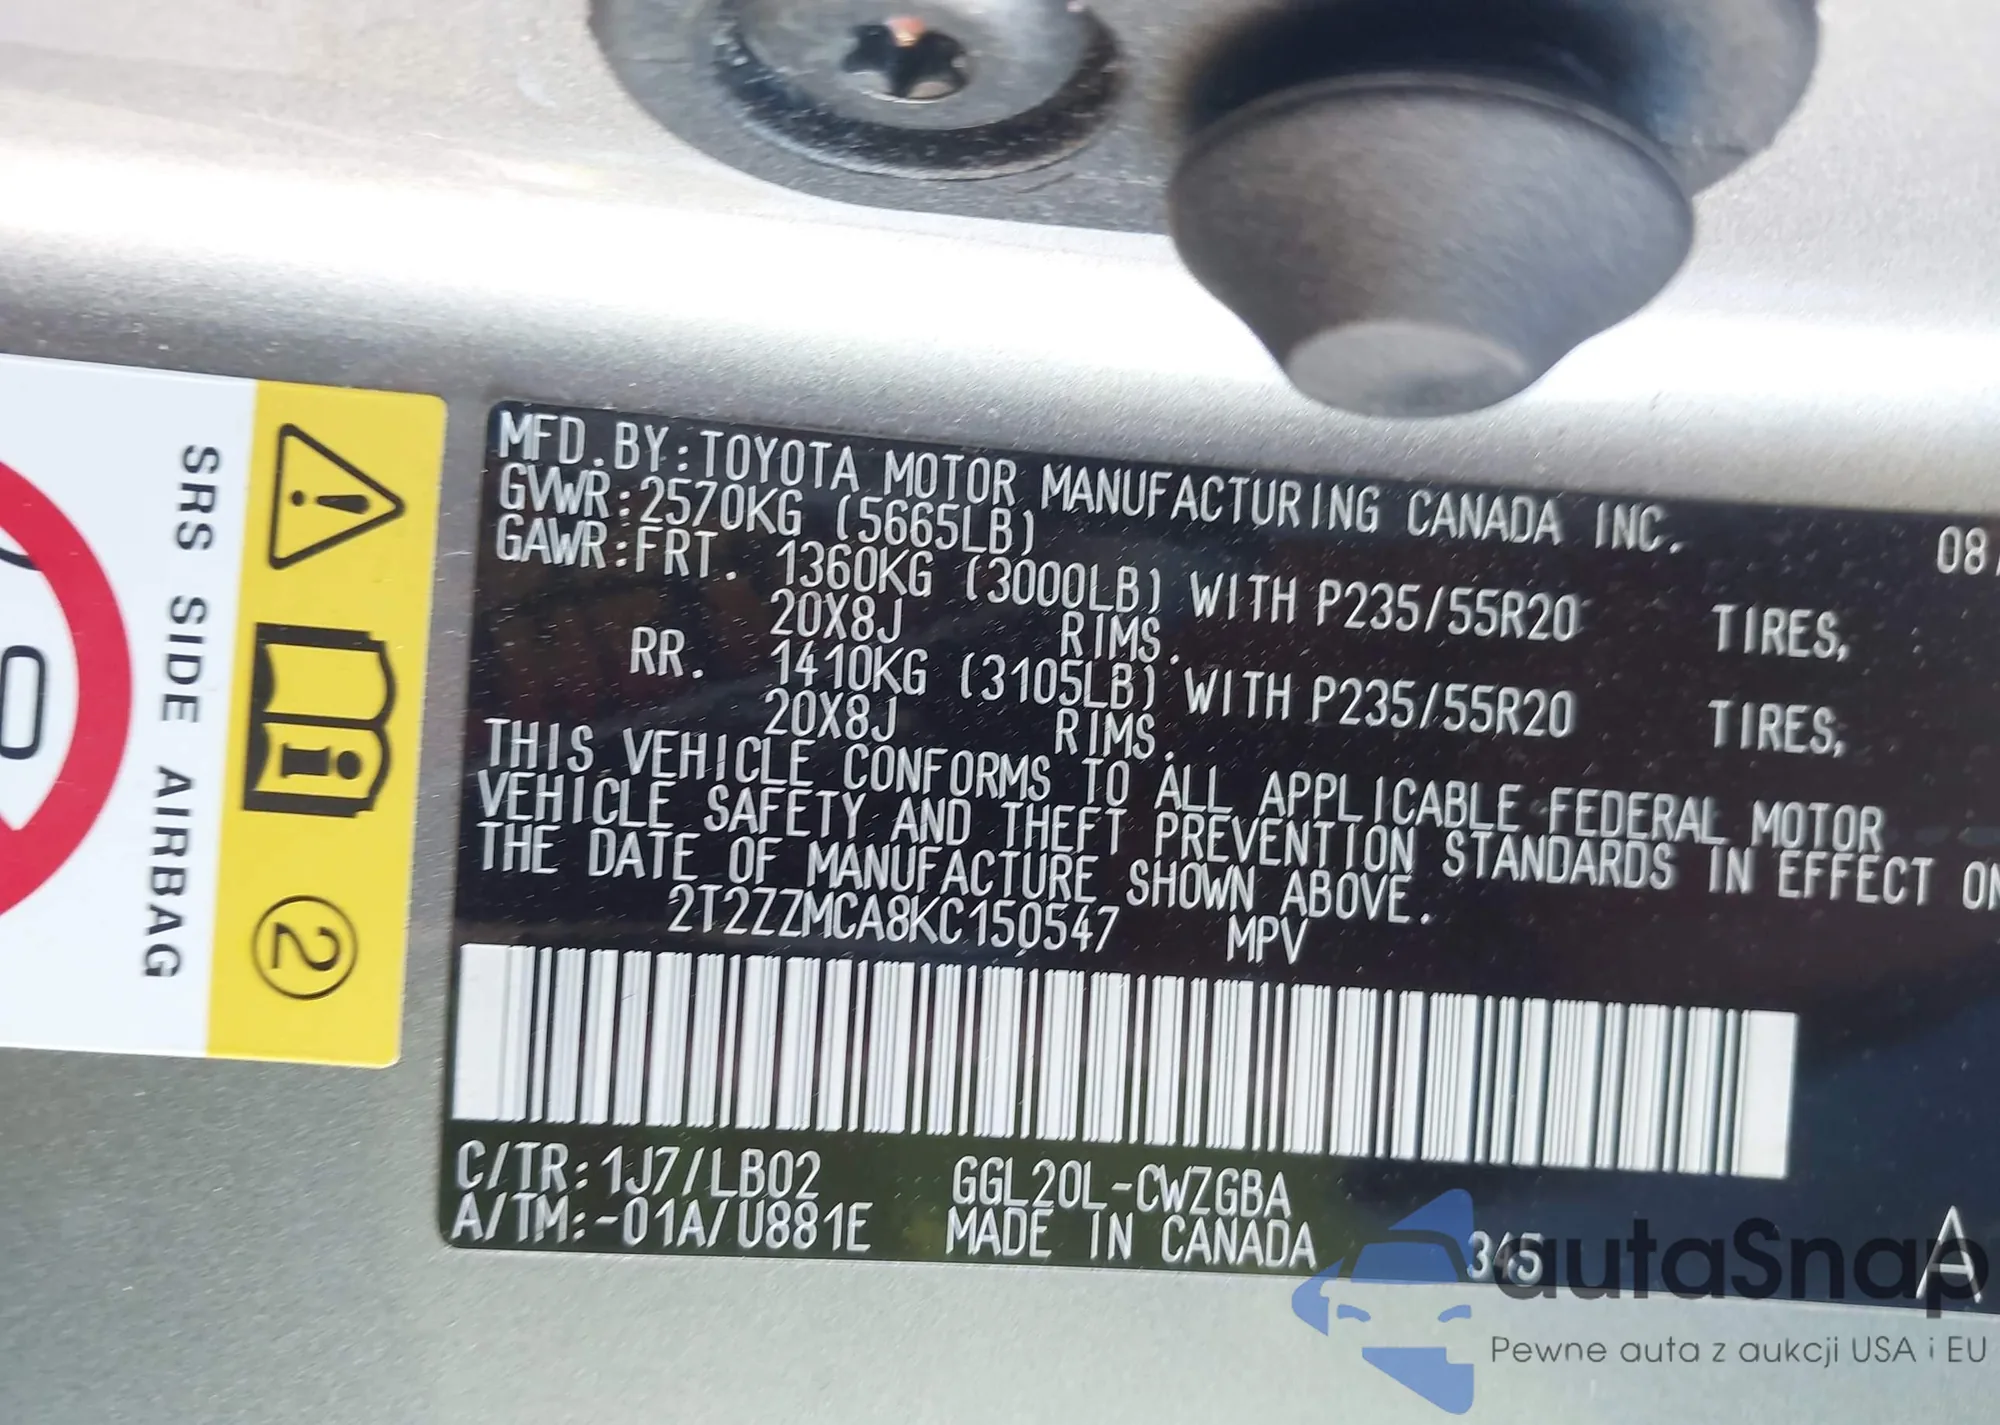 MFD.BY:TOYOTA MOTOR MANUFACTURING CANADA INC. 08/
GVWR:2570KG (5665LB)
GAWR:FRT. 1360KG (3000LB) WITH P235/55R20 TIRES,
20X8J RIMS.
RR. 1410KG (3105LB) WITH P235/55R20 TIRES,
20X8J RIMS.
THIS VEHICLE CONFORMS TO ALL APPLICABLE FEDERAL MOTOR
VEHICLE SAFETY AND THEFT PREVENTION STANDARDS IN EFFECT ON
THE DATE OF MANUFACTURE SHOWN ABOVE.
2T2ZZMCA8KC150547 MPV
C/TR:1J7/LB02 GGL20L-CWZGBA
A/TM:-01A/U881E MADE IN CANADA 345 A
SRS SIDE AIRBAG
2
autoSnap
Pewne auta z aukcji USA i EU